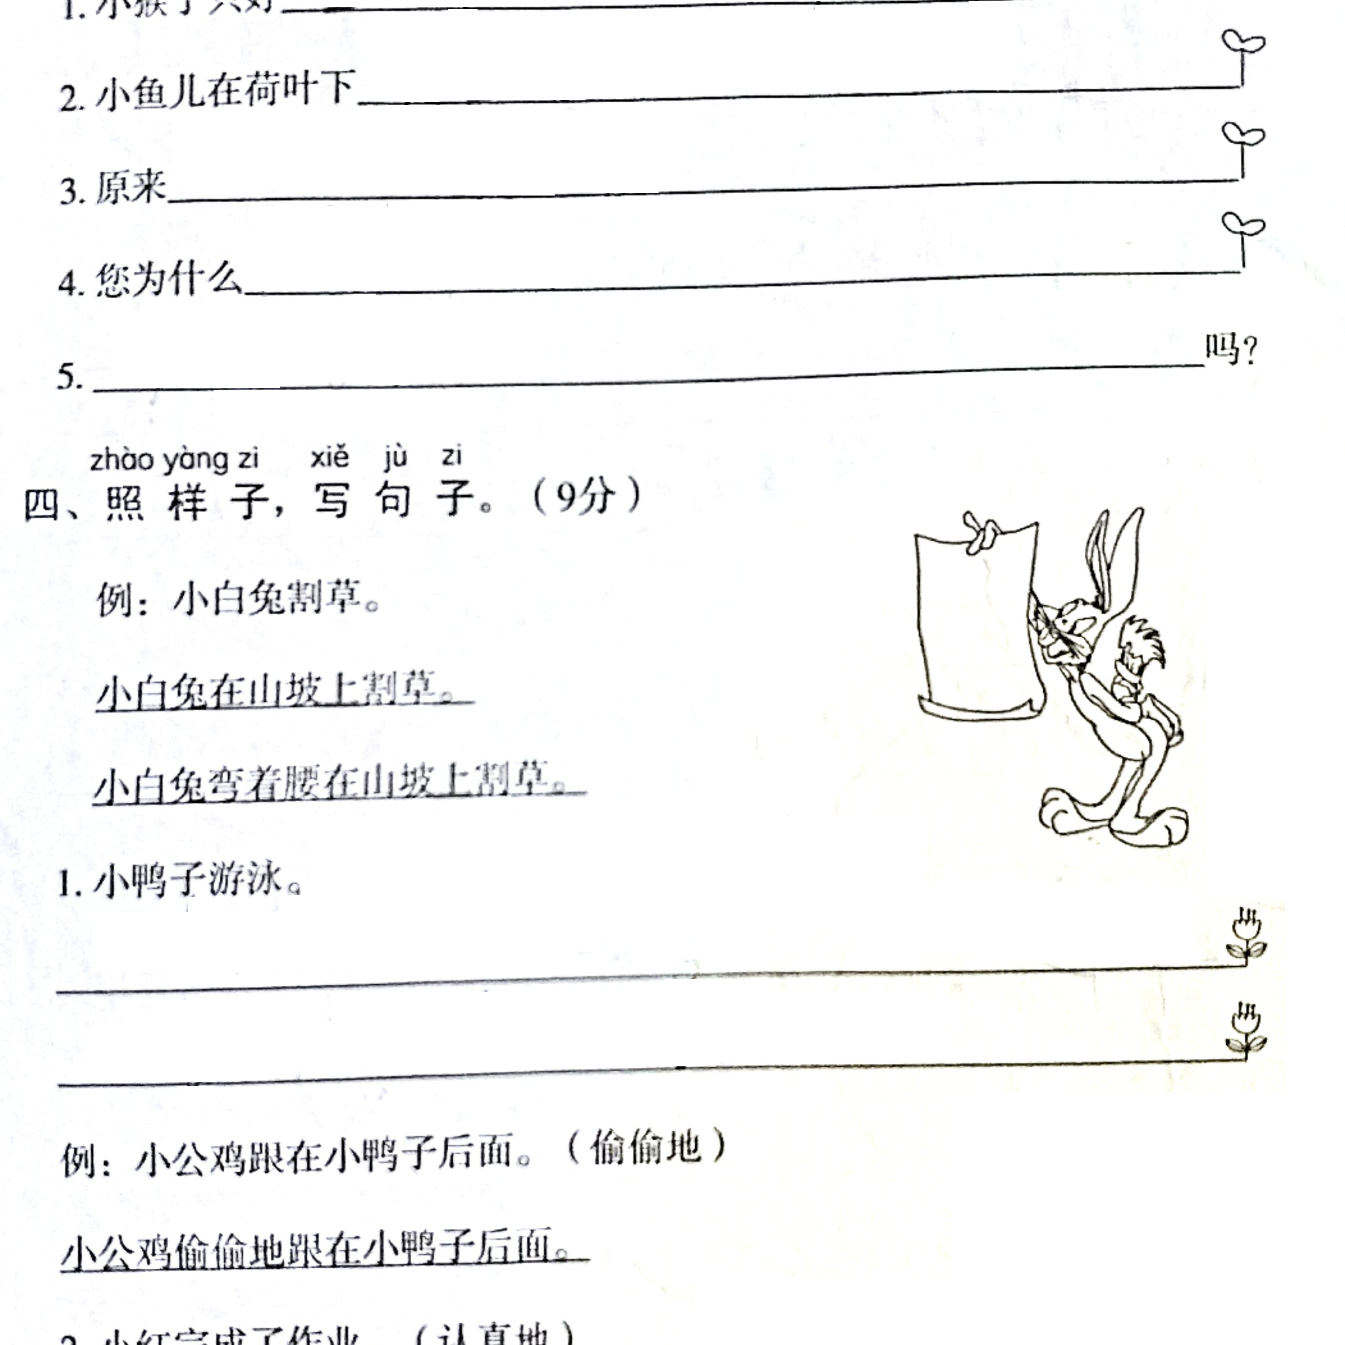 1. 小猴子只好
2. 小鱼儿在荷叶下
3. 原来
4. 您为什么
5. 吗？
zhào yàng zi xiě jù zi
四、照样子，写句子。（9分）
例：小白兔割草。
小白兔在山坡上割草。
小白兔弯着腰在山坡上割草。
1. 小鸭子游泳。
例：小公鸡跟在小鸭子后面。（偷偷地）
小公鸡偷偷地跟在小鸭子后面。
2. 小红完成了作业。（认真地）